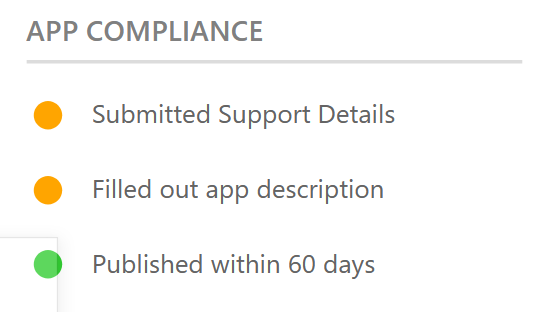 APP COMPLIANCE
Submitted Support Details
Filled out app description
Published within 60 days